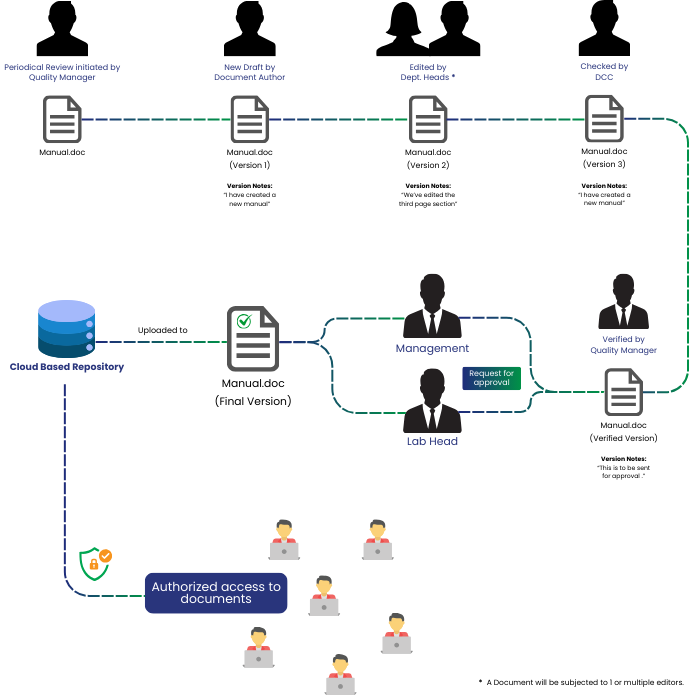 Periodical Review initiated by
Quality Manager
New Draft by
Document Author
Edited by
Dept. Heads *
Checked by
DCC
Manual.doc
Manual.doc
(Version 1)
Manual.doc
(Version 2)
Manual.doc
(Version 3)
Version Notes:
"I have created a
new manual"
Version Notes:
"We've edited the
third page section"
Version Notes:
"I have created a
new manual"
Cloud Based Repository
Uploaded to
Manual.doc
(Final Version)
Management
Request for
approval
Lab Head
Verified by
Quality Manager
Manual.doc
(Verified Version)
Version Notes:
"This is to be sent
for approval ."
Authorized access to
documents
* A Document will be subjected to 1 or multiple editors.